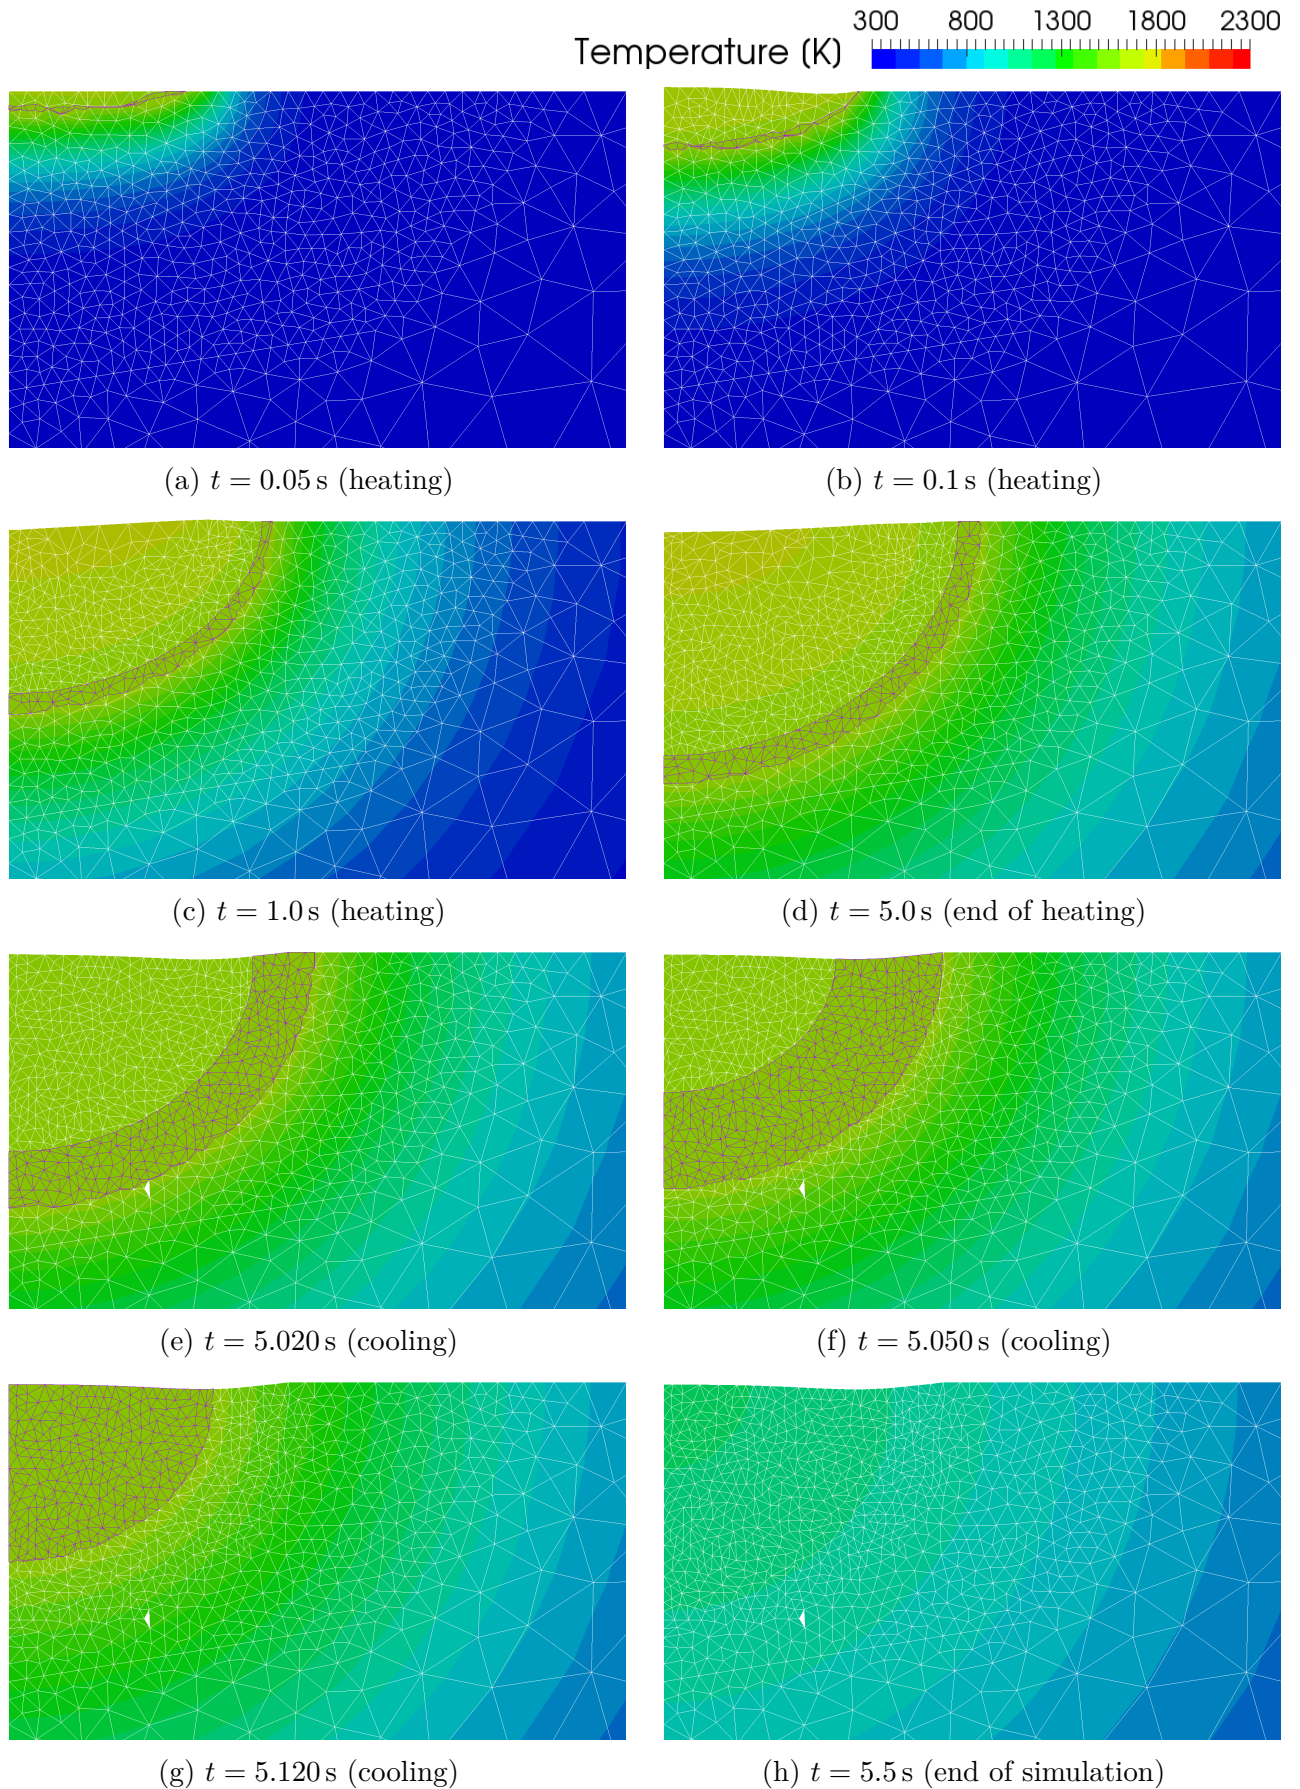 300 800 1300 1800 2300
Temperature (K)
(a) t = 0.05 s (heating)
(b) t = 0.1 s (heating)
(c) t = 1.0 s (heating)
(d) t = 5.0 s (end of heating)
(e) t = 5.020 s (cooling)
(f) t = 5.050 s (cooling)
(g) t = 5.120 s (cooling)
(h) t = 5.5 s (end of simulation)